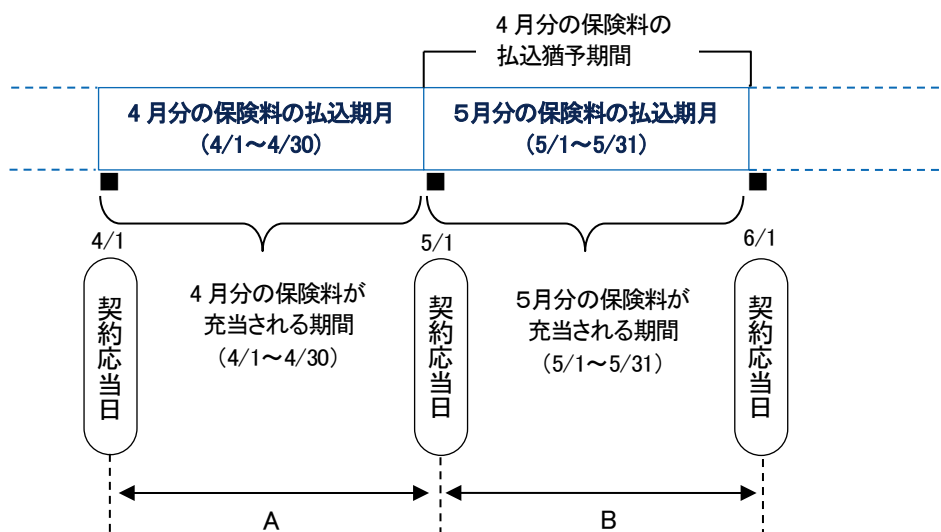 ４月分の保険料の
払込猶予期間
４月分の保険料の払込期月
（4/1～4/30）
５月分の保険料の払込期月
（5/1～5/31）
4/1
5/1
6/1
契約応当日
４月分の保険料が
充当される期間
（4/1～4/30）
契約応当日
５月分の保険料が
充当される期間
（5/1～5/31）
契約応当日
A
B